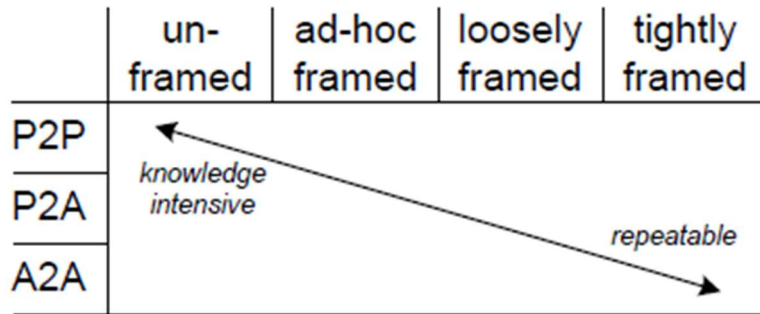 un- ad-hoc loosely tightly
framed framed framed framed
P2P
knowledge
P2A intensive
repeatable
A2A